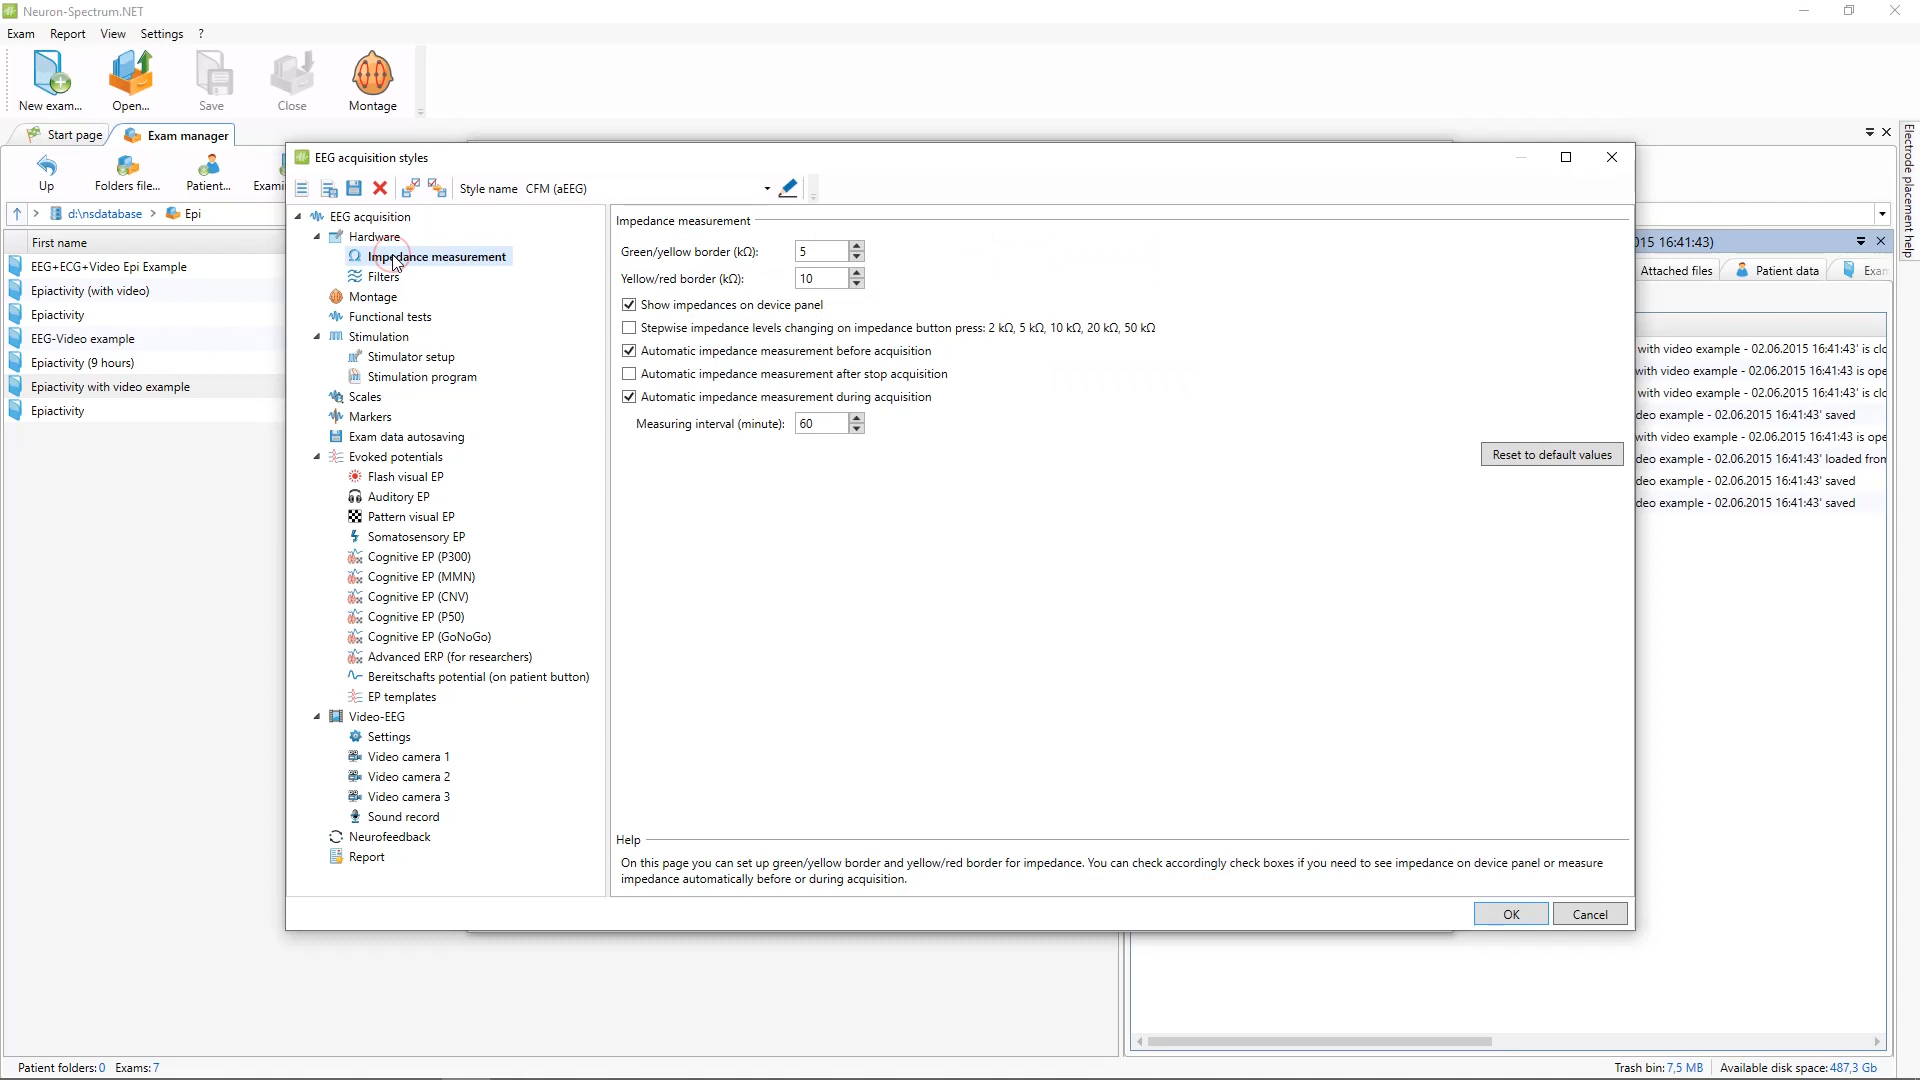 Neuron-Spectrum.NET
Exam Report View Settings ?
New exam... Open... Save Close Montage
Start page Exam manager
Up Folders file... Patient... Exami
d:\nsdatabase > Epi
First name
EEG+ECG+Video Epi Example
Epiactivity (with video)
Epiactivity
EEG-Video example
Epiactivity (9 hours)
Epiactivity with video example
Epiactivity
EEG acquisition styles
Style name CFM (aEEG)
EEG acquisition
Hardware
Impedance measurement
Filters
Montage
Functional tests
Stimulation
Stimulator setup
Stimulation program
Scales
Markers
Exam data autosaving
Evoked potentials
Flash visual EP
Auditory EP
Pattern visual EP
Somatosensory EP
Cognitive EP (P300)
Cognitive EP (MMN)
Cognitive EP (CNV)
Cognitive EP (P50)
Cognitive EP (GoNoGo)
Advanced ERP (for researchers)
Bereitschafts potential (on patient button)
EP templates
Video-EEG
Settings
Video camera 1
Video camera 2
Video camera 3
Sound record
Neurofeedback
Report
Impedance measurement
Green/yellow border (kΩ): 5
Yellow/red border (kΩ): 10
Show impedances on device panel
Stepwise impedance levels changing on impedance button press: 2 kΩ, 5 kΩ, 10 kΩ, 20 kΩ, 50 kΩ
Automatic impedance measurement before acquisition
Automatic impedance measurement after stop acquisition
Automatic impedance measurement during acquisition
Measuring interval (minute): 60
Reset to default values
Help
On this page you can set up green/yellow border and yellow/red border for impedance. You can check accordingly check boxes if you need to see impedance on device panel or measure
impedance automatically before or during acquisition.
OK Cancel
015 16:41:43)
Attached files Patient data Exam
with video example - 02.06.2015 16:41:43' is clo
with video example - 02.06.2015 16:41:43 is ope
with video example - 02.06.2015 16:41:43 is clo
deo example - 02.06.2015 16:41:43' saved
with video example - 02.06.2015 16:41:43 is ope
deo example - 02.06.2015 16:41:43' loaded from
deo example - 02.06.2015 16:41:43' saved
deo example - 02.06.2015 16:41:43' saved
Electrode placement help
Patient folders: 0 Exams: 7
Trash bin: 7,5 MB Available disk space: 487,3 Gb